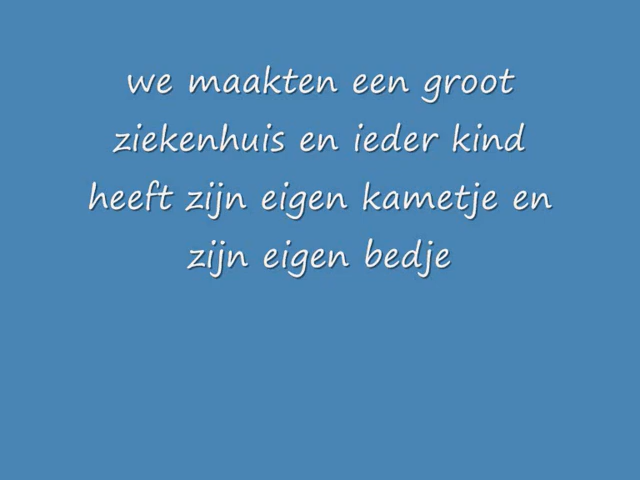 we maakten een groot
ziekenhuis en ieder kind
heeft zijn eigen kametje en
zijn eigen bedje